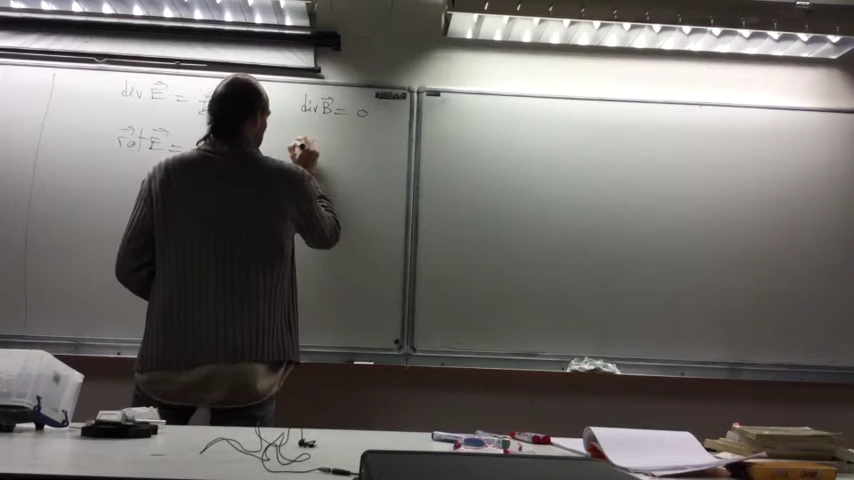 div E⃗ =
div B⃗ = 0
rot⃗ E⃗ =